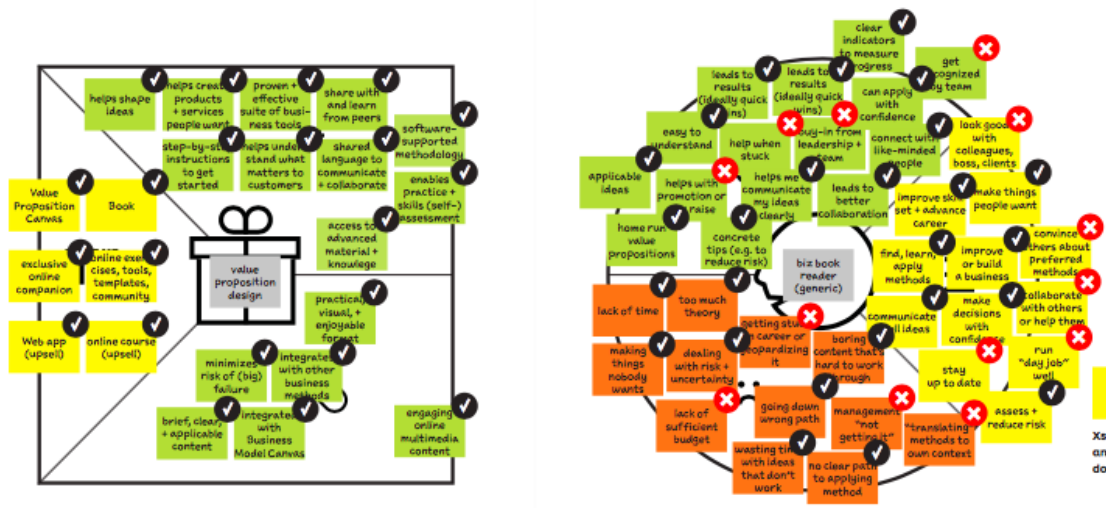 helps shape
ideas
helps
products
+ services
people want
proven +
effective
suite of busi-
ness tools
share with
and learn
from peers
software-
supported
methodology
step-by-
instructions
to get
started
helps
stand what
matters to
customers
shared
language to
communicate
+ collaborate
enables
practice +
skills (self-)
assessment
access to
advanced
material +
knowlege
Value
Proposition
Canvas
Book
exclusive
online
companion
online
cises, tools,
templates,
community
Web app
(upsell)
online course
(upsell)
value
proposition
design
practical,
visual, +
enjoyable
format
minimizes
risk of (big)
failure
integrates
with other
business
methods
brief, clear,
+ applicable
content
integrated
with
Business
Model Canvas
engaging
online
multimedia
content
clear
indicators
to measure
get
by team
leads to
results
(ideally quick
leads to
results
(ideally quick
wins)
can apply
with
confidence
easy to
understand
help when
stuck
buy-in from
leadership +
team
connect with
like-minded
people
look good
with
colleagues,
boss, clients
applicable
ideas
helps with
promotion or
raise
helps me
communicate
my ideas
clearly
leads to
better
collaboration
improve skill
set + advance
career
make things
people want
home run
value
propositions
concrete
tips (e.g. to
reduce risk)
biz book
reader
(generic)
find, learn,
apply
methods
improve
or build
a business
convince
others about
preferred
methods
lack of time
too much
theory
getting
in career or
jeopardizing
it
communicate
ideas
make
decisions
with
confidence
collaborate
with others
or help them
making
things
nobody
wants
dealing
with risk +
uncertainty
boring
content that's
hard to work
through
stay
up to date
run
"day job"
well
lack of
sufficient
budget
going down
wrong path
management
"not
getting it"
"translating"
methods to
own context
assess +
reduce risk
wasting time
with ideas
that don't
work
no clear path
to applying
method
Xs
an
do